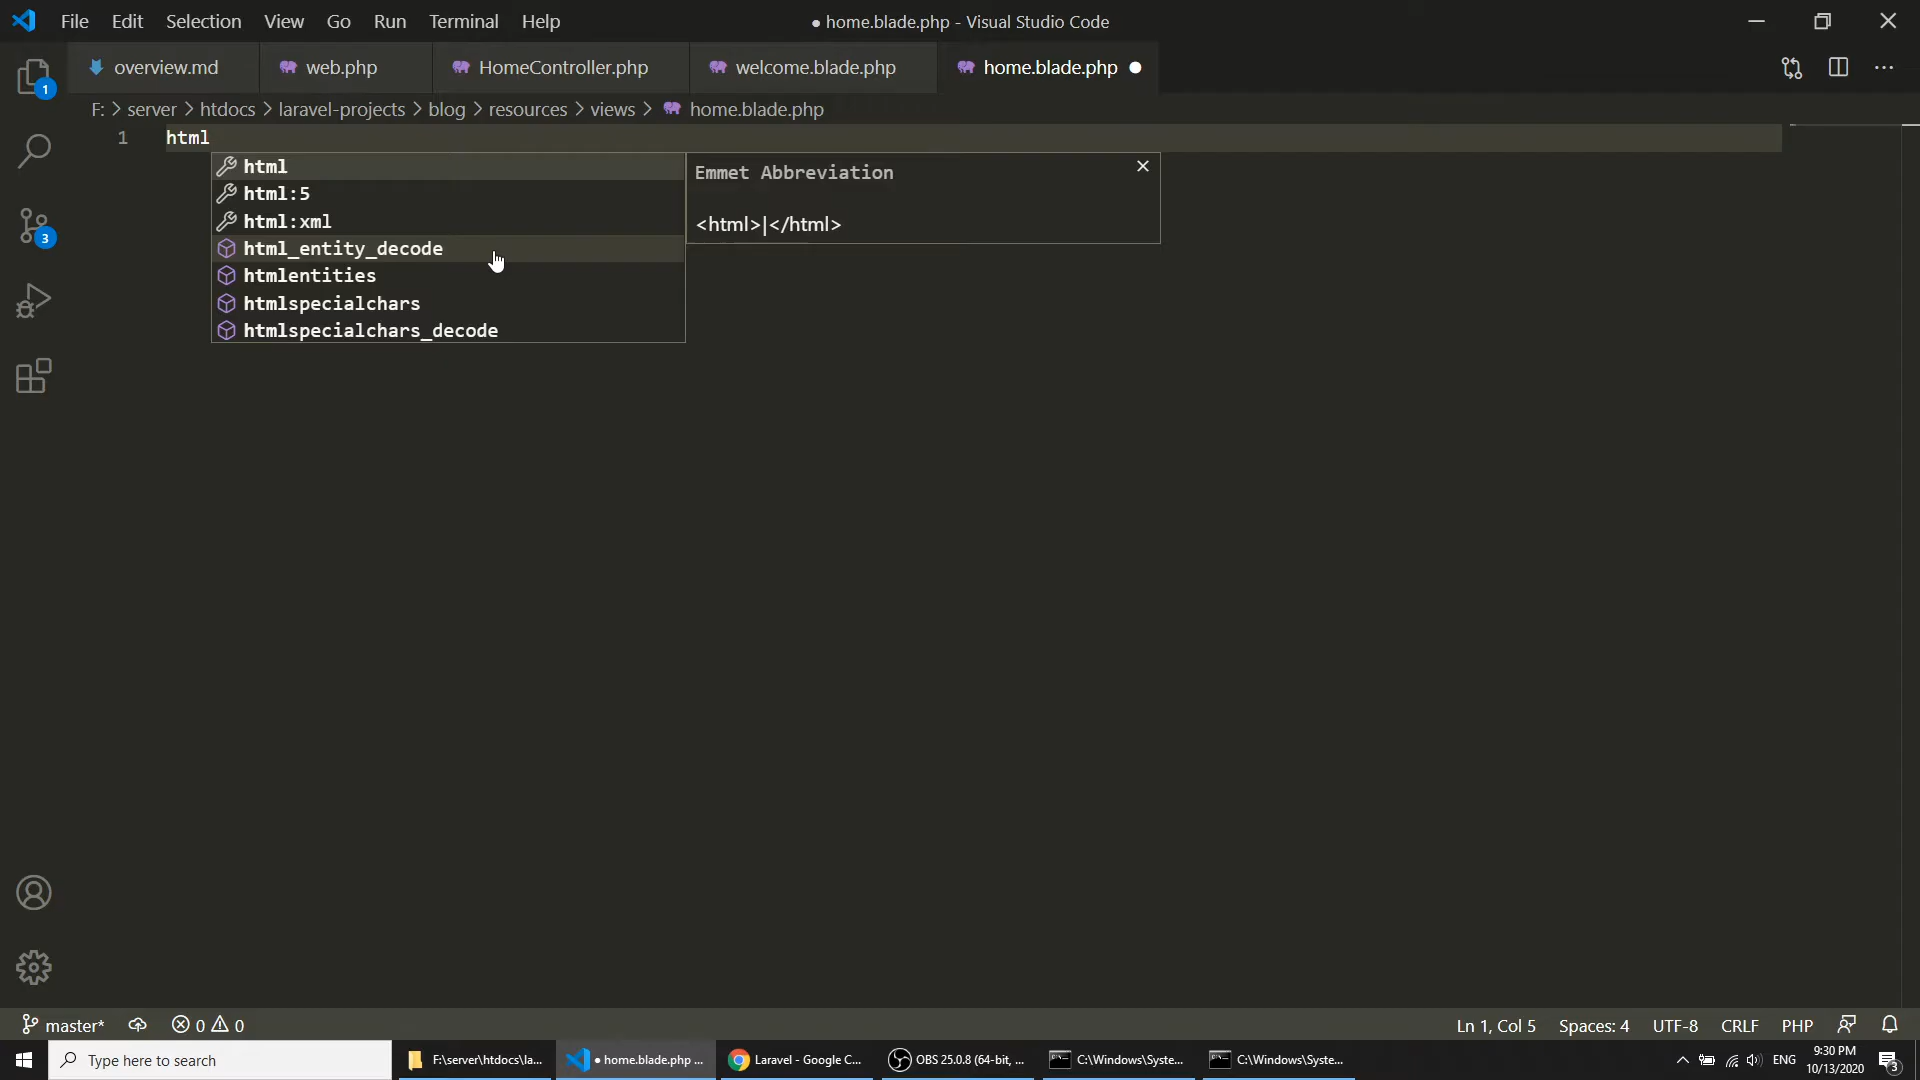 File Edit Selection View Go Run Terminal Help
● home.blade.php - Visual Studio Code
overview.md web.php HomeController.php welcome.blade.php home.blade.php
F: > server > htdocs > laravel-projects > blog > resources > views > home.blade.php
1 html
html
html:5
html:xml
html_entity_decode
htmlentities
htmlspecialchars
htmlspecialchars_decode
Emmet Abbreviation
<html>|</html>
1
3
master* 0 0
Ln 1, Col 5 Spaces: 4 UTF-8 CRLF PHP
Type here to search
F:\server\htdocs\la...
● home.blade.php ...
Laravel - Google C...
OBS 25.0.8 (64-bit, ...
C:\Windows\Syste...
C:\Windows\Syste...
ENG
9:30 PM
10/13/2020
3